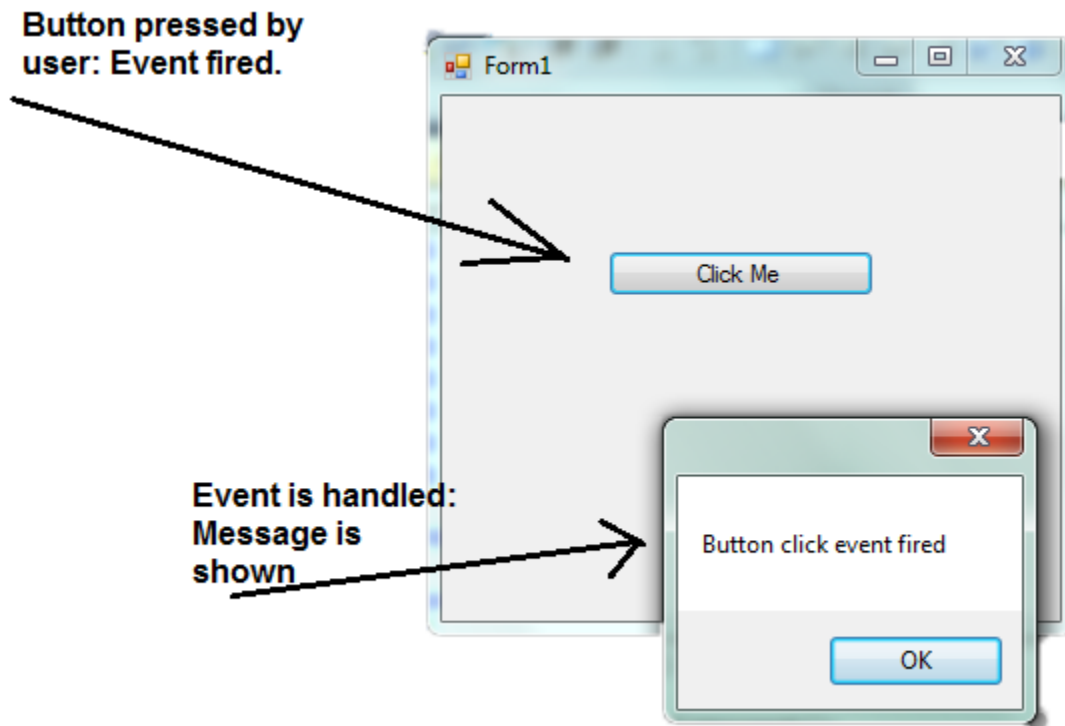 Button pressed by
user: Event fired.
Form1
Click Me
Event is handled:
Message is
shown
Button click event fired
OK